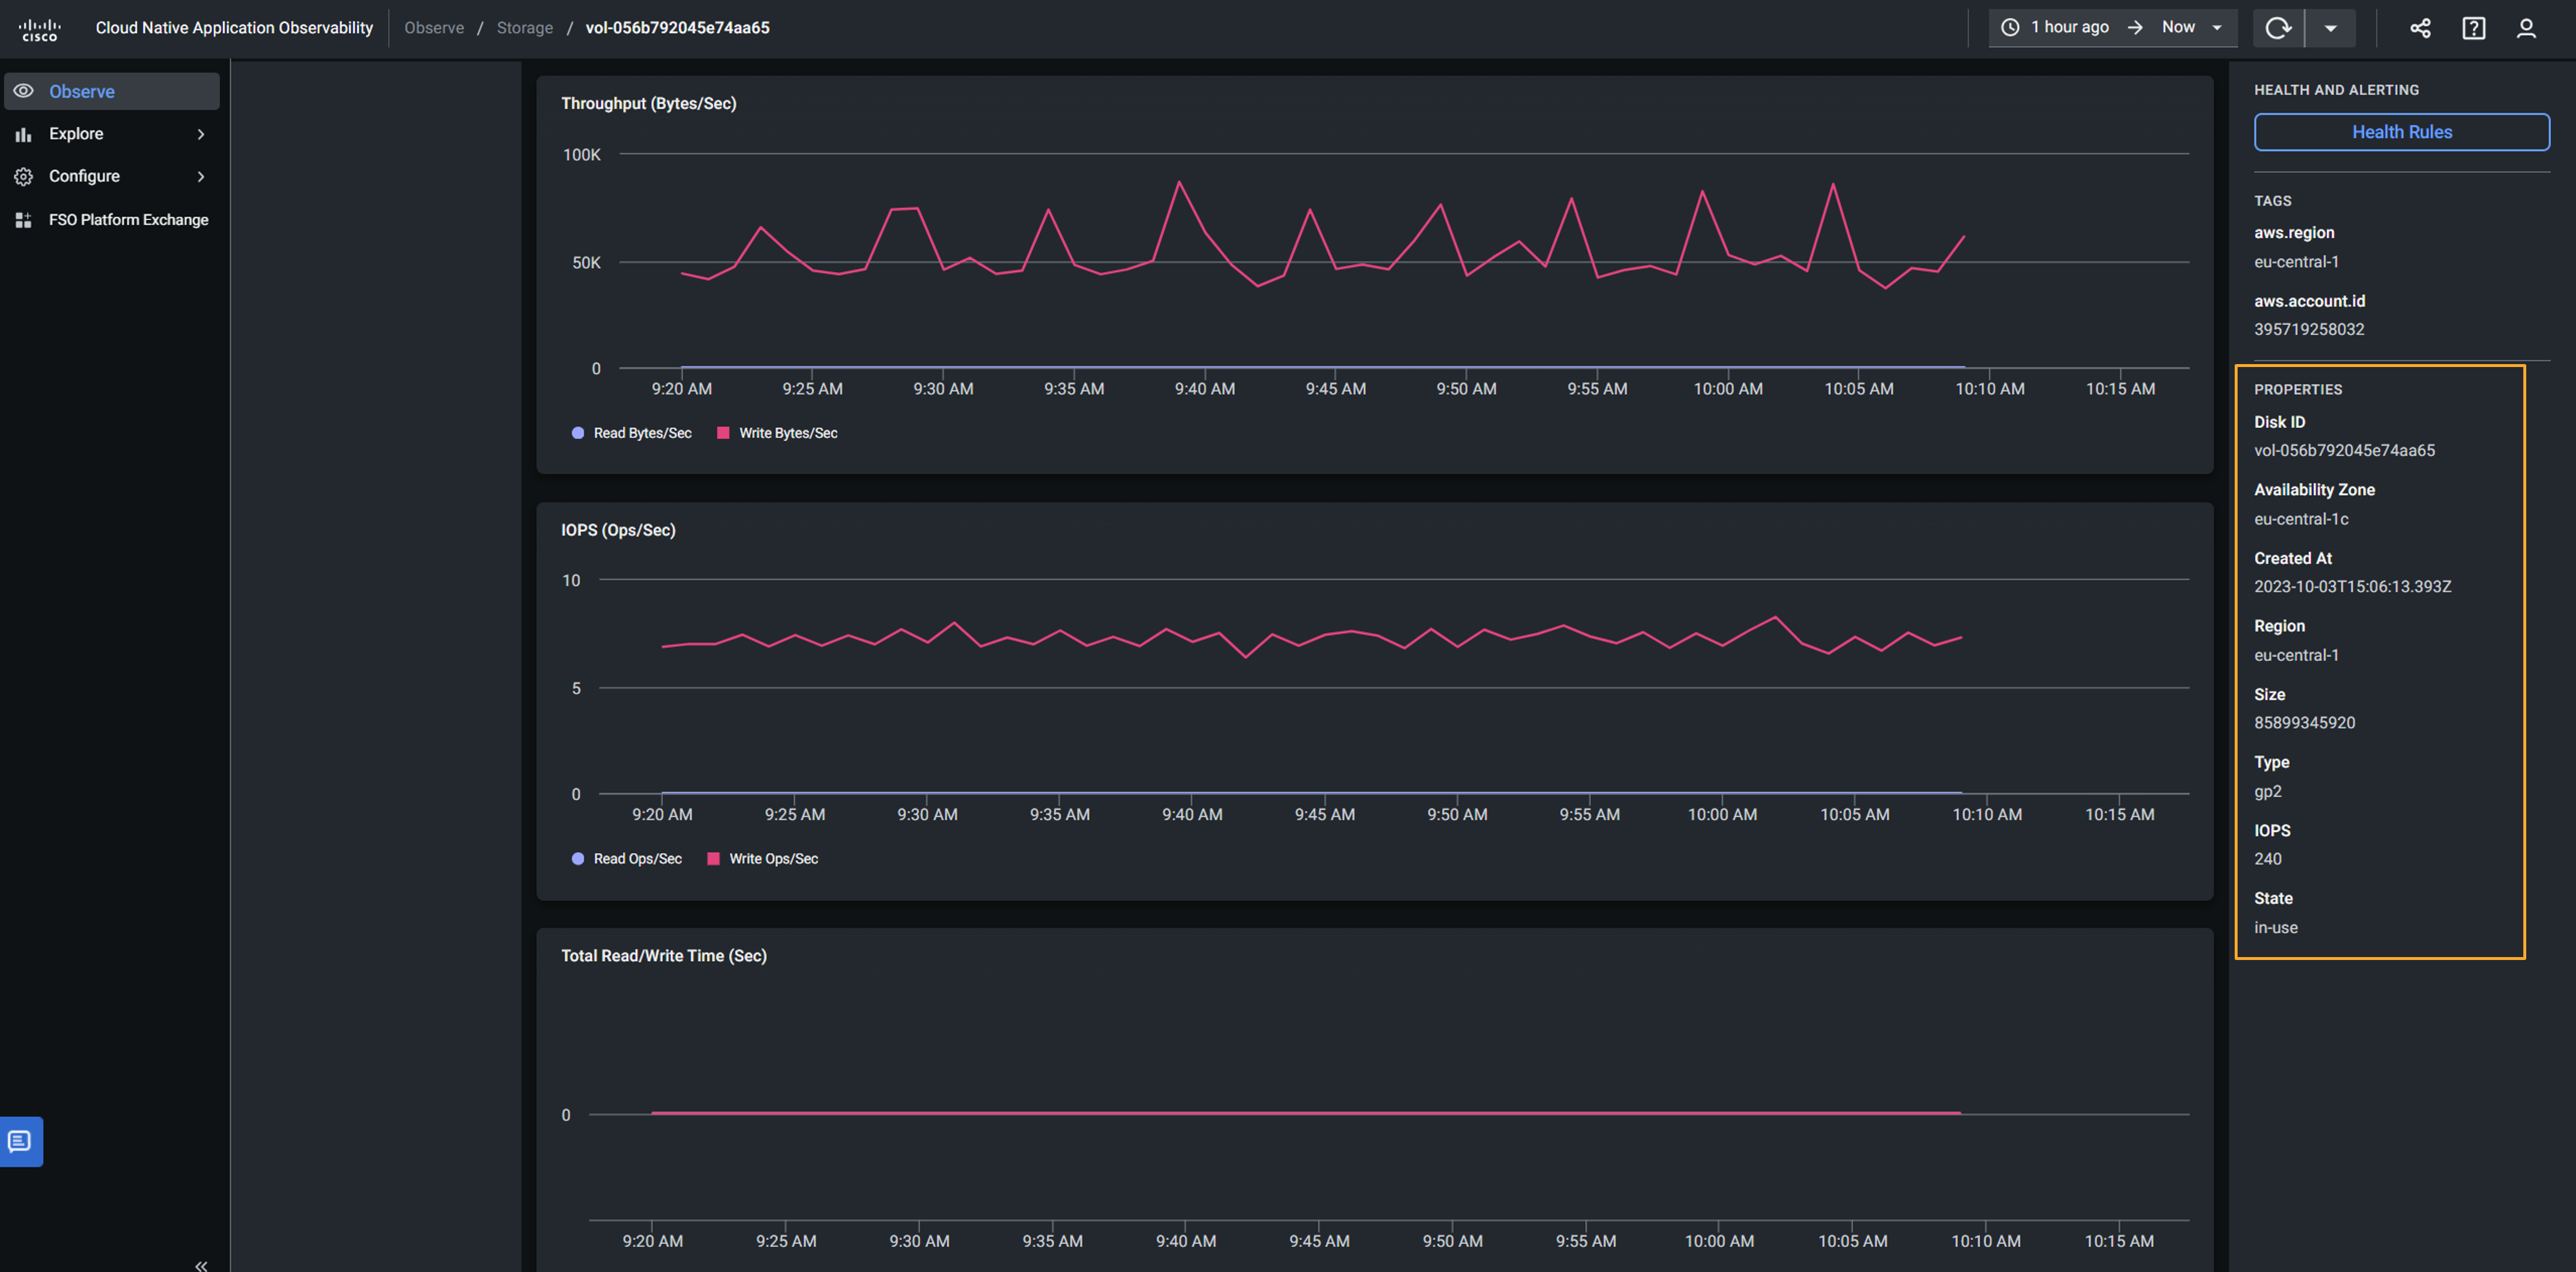 cisco
Cloud Native Application Observability
Observe / Storage / vol-056b792045e74aa65
1 hour ago → Now
Observe
Explore
Configure
FSO Platform Exchange
Throughput (Bytes/Sec)
100K
50K
0
9:20 AM 9:25 AM 9:30 AM 9:35 AM 9:40 AM 9:45 AM 9:50 AM 9:55 AM 10:00 AM 10:05 AM 10:10 AM 10:15 AM
Read Bytes/Sec Write Bytes/Sec
IOPS (Ops/Sec)
10
5
0
9:20 AM 9:25 AM 9:30 AM 9:35 AM 9:40 AM 9:45 AM 9:50 AM 9:55 AM 10:00 AM 10:05 AM 10:10 AM 10:15 AM
Read Ops/Sec Write Ops/Sec
Total Read/Write Time (Sec)
0
9:20 AM 9:25 AM 9:30 AM 9:35 AM 9:40 AM 9:45 AM 9:50 AM 9:55 AM 10:00 AM 10:05 AM 10:10 AM 10:15 AM
HEALTH AND ALERTING
Health Rules
TAGS
aws.region
eu-central-1
aws.account.id
395719258032
PROPERTIES
Disk ID
vol-056b792045e74aa65
Availability Zone
eu-central-1c
Created At
2023-10-03T15:06:13.393Z
Region
eu-central-1
Size
85899345920
Type
gp2
IOPS
240
State
in-use